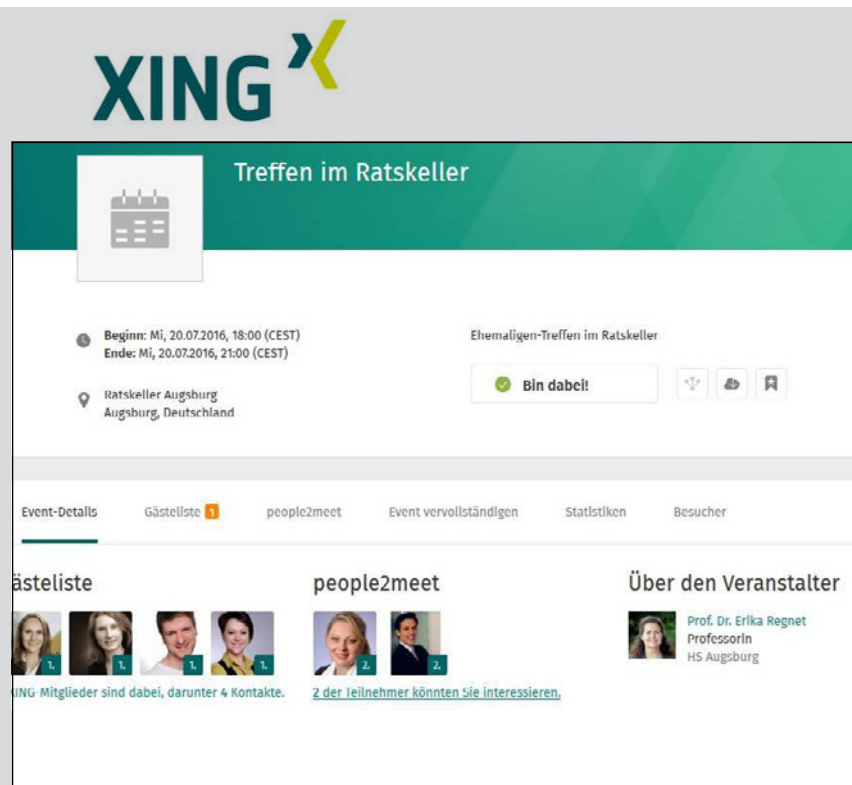 XING
Treffen im Ratskeller
Beginn: Mi, 20.07.2016, 18:00 (CEST)
Ende: Mi, 20.07.2016, 21:00 (CEST)
Ratskeller Augsburg
Augsburg, Deutschland
Ehemaligen-Treffen im Ratskeller
Bin dabei!
Event-Details Gästeliste 1 people2meet Event vervollständigen Statistiken Besucher
ästeliste
1. 1. 1. 1.
ING-Mitglieder sind dabei, darunter 4 Kontakte.
people2meet
2. 2.
2 der Teilnehmer könnten Sie interessieren.
Über den Veranstalter
Prof. Dr. Erika Regnet
Professorin
HS Augsburg